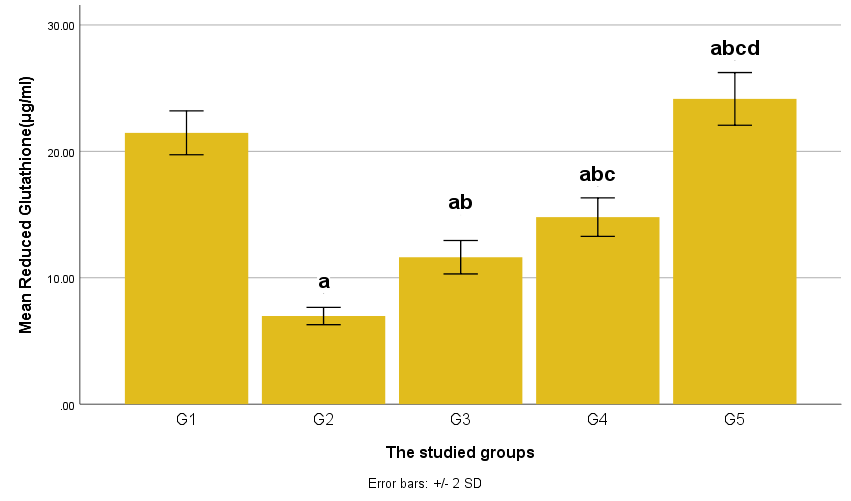 30.00
20.00
10.00
.00
Mean Reduced Glutathione(µg/ml)
a
ab
abc
abcd
G1 G2 G3 G4 G5
The studied groups
Error bars: +/- 2 SD